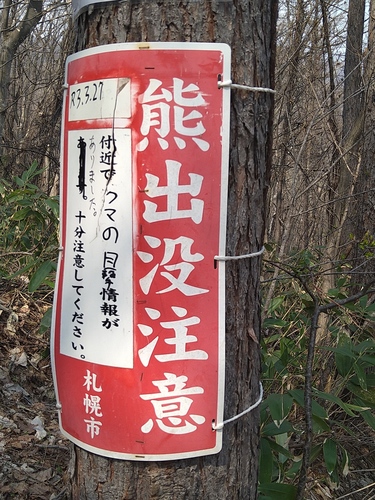 熊出没注意
R3.3.27
付近でクマの目撃情報が
ありました。
十分注意してください。
札幌市